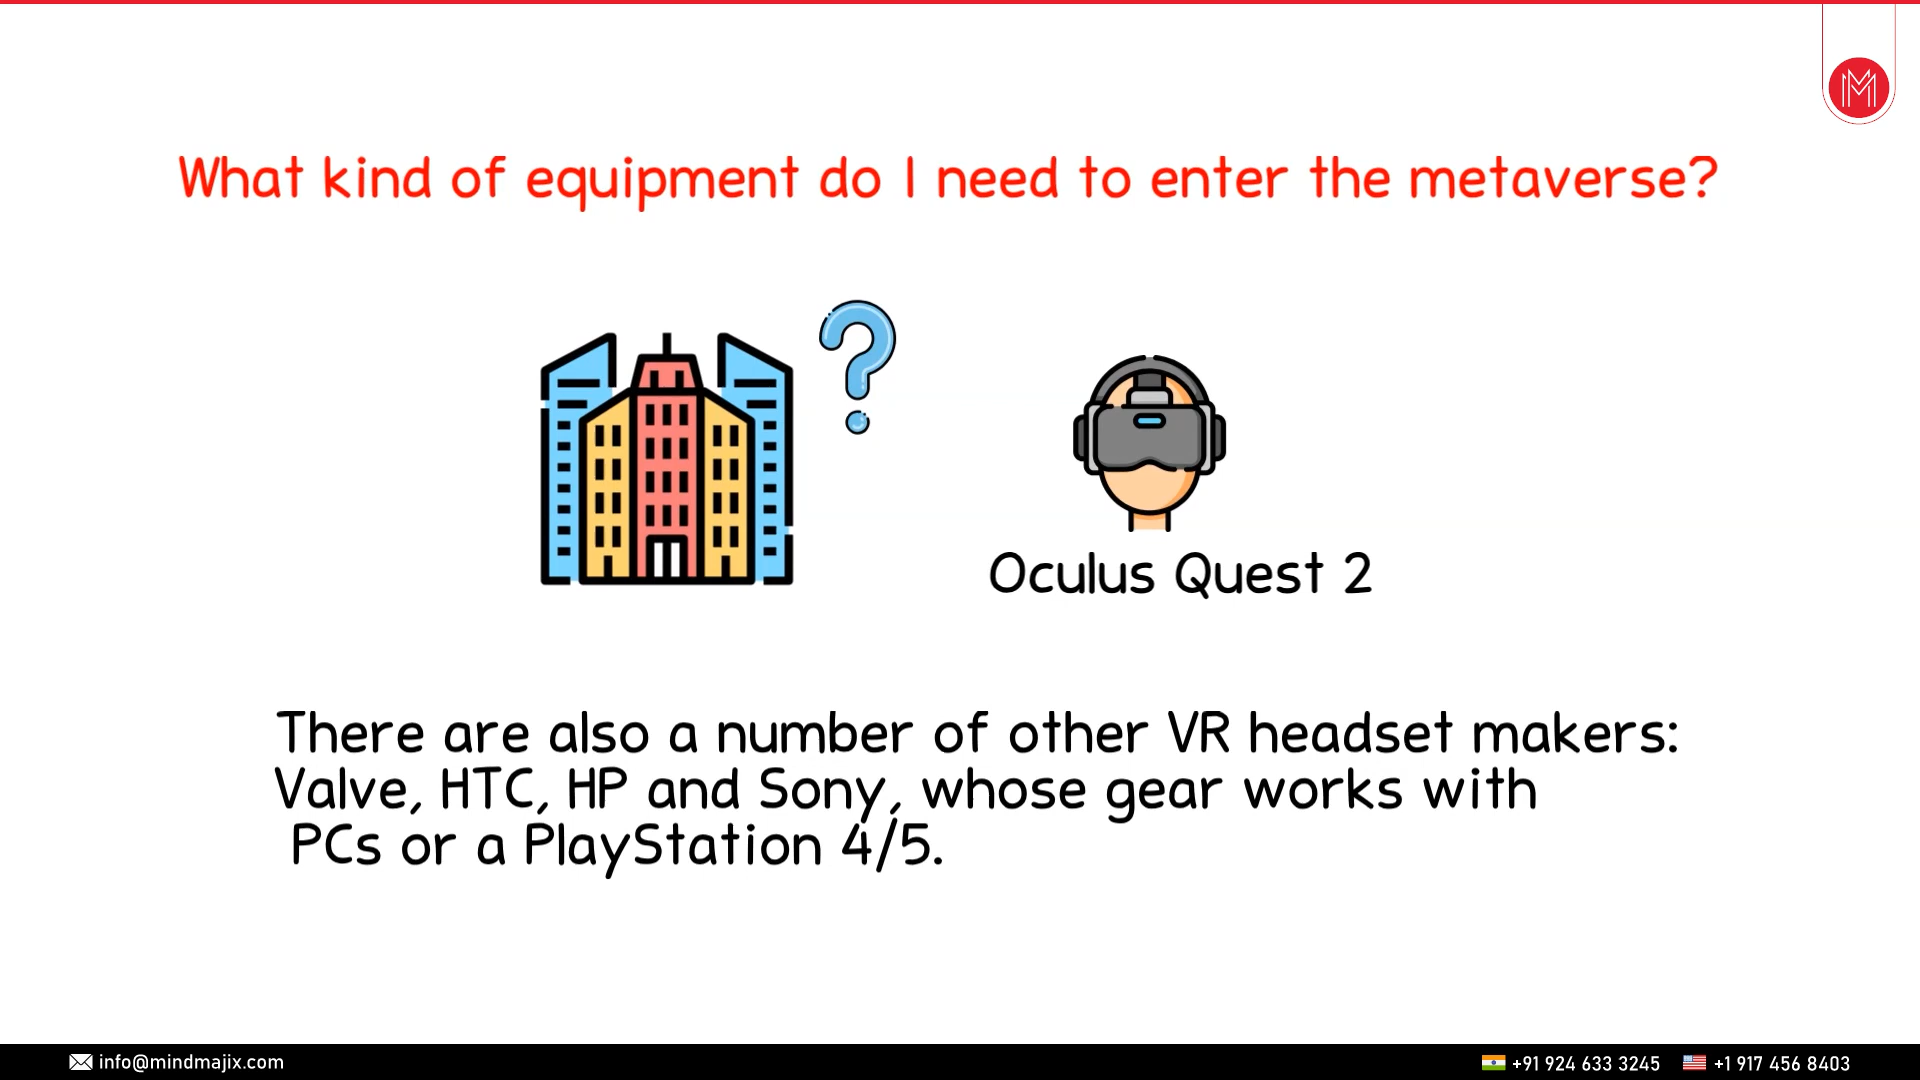 What kind of equipment do I need to enter the metaverse?
Oculus Quest 2
There are also a number of other VR headset makers:
Valve, HTC, HP and Sony, whose gear works with
PCs or a PlayStation 4/5.
info@mindmajix.com
+91 924 633 3245
+1 917 456 8403